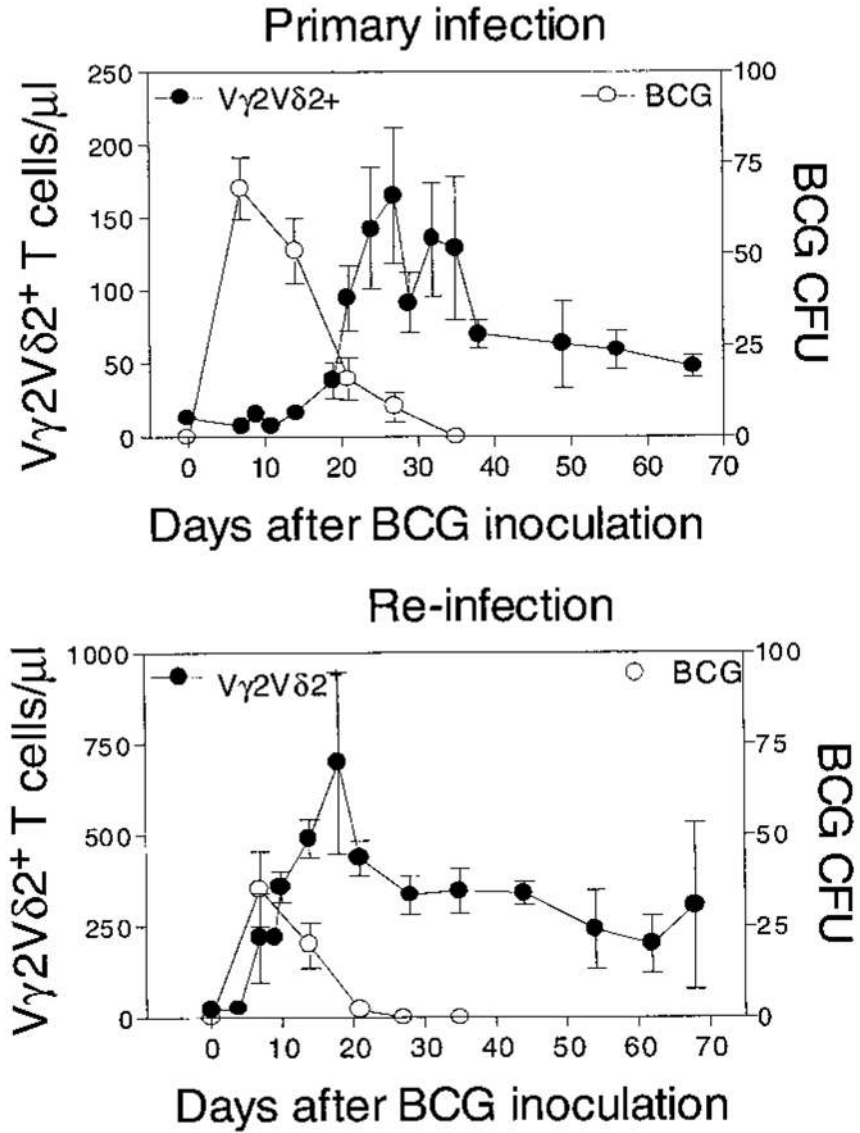 Primary infection
Vγ2Vδ2+ T cells/µl
250
200
150
100
50
0
Vγ2Vδ2+
BCG
100
75
50
25
0
BCG CFU
0 10 20 30 40 50 60 70
Days after BCG inoculation
Re-infection
Vγ2Vδ2+ T cells/µl
1000
750
500
250
0
Vγ2Vδ2
BCG
100
75
50
25
0
BCG CFU
0 10 20 30 40 50 60 70
Days after BCG inoculation